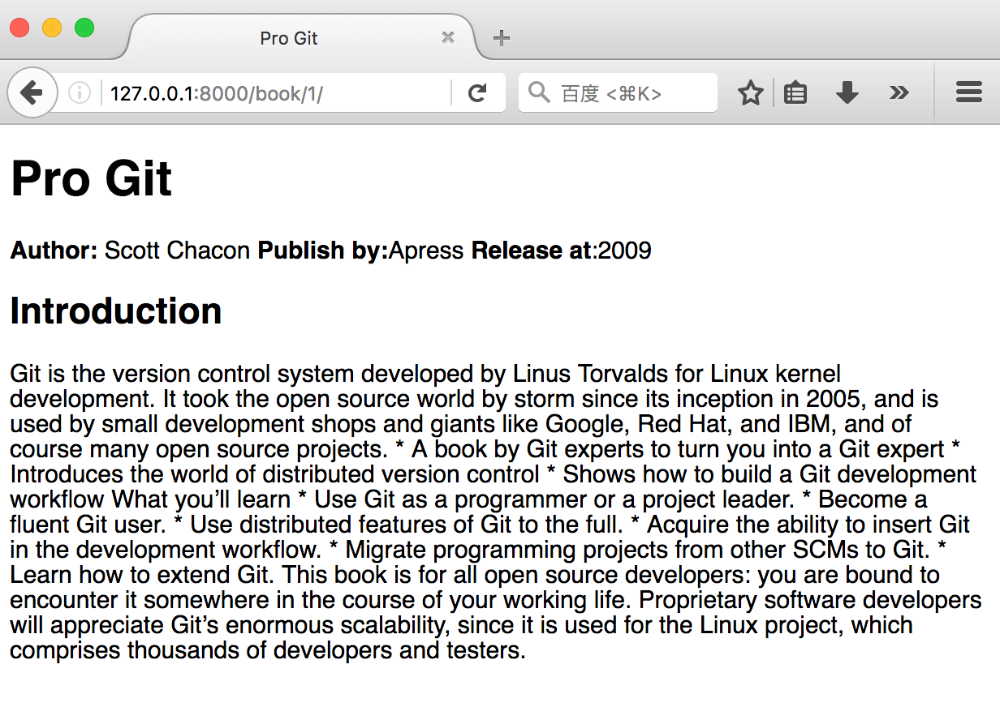 Pro Git
127.0.0.1:8000/book/1/
百度 <⌘K>
Pro Git
Author: Scott Chacon Publish by:Apress Release at:2009
Introduction
Git is the version control system developed by Linus Torvalds for Linux kernel
development. It took the open source world by storm since its inception in 2005, and is
used by small development shops and giants like Google, Red Hat, and IBM, and of
course many open source projects. * A book by Git experts to turn you into a Git expert *
Introduces the world of distributed version control * Shows how to build a Git development
workflow What you’ll learn * Use Git as a programmer or a project leader. * Become a
fluent Git user. * Use distributed features of Git to the full. * Acquire the ability to insert Git
in the development workflow. * Migrate programming projects from other SCMs to Git. *
Learn how to extend Git. This book is for all open source developers: you are bound to
encounter it somewhere in the course of your working life. Proprietary software developers
will appreciate Git’s enormous scalability, since it is used for the Linux project, which
comprises thousands of developers and testers.